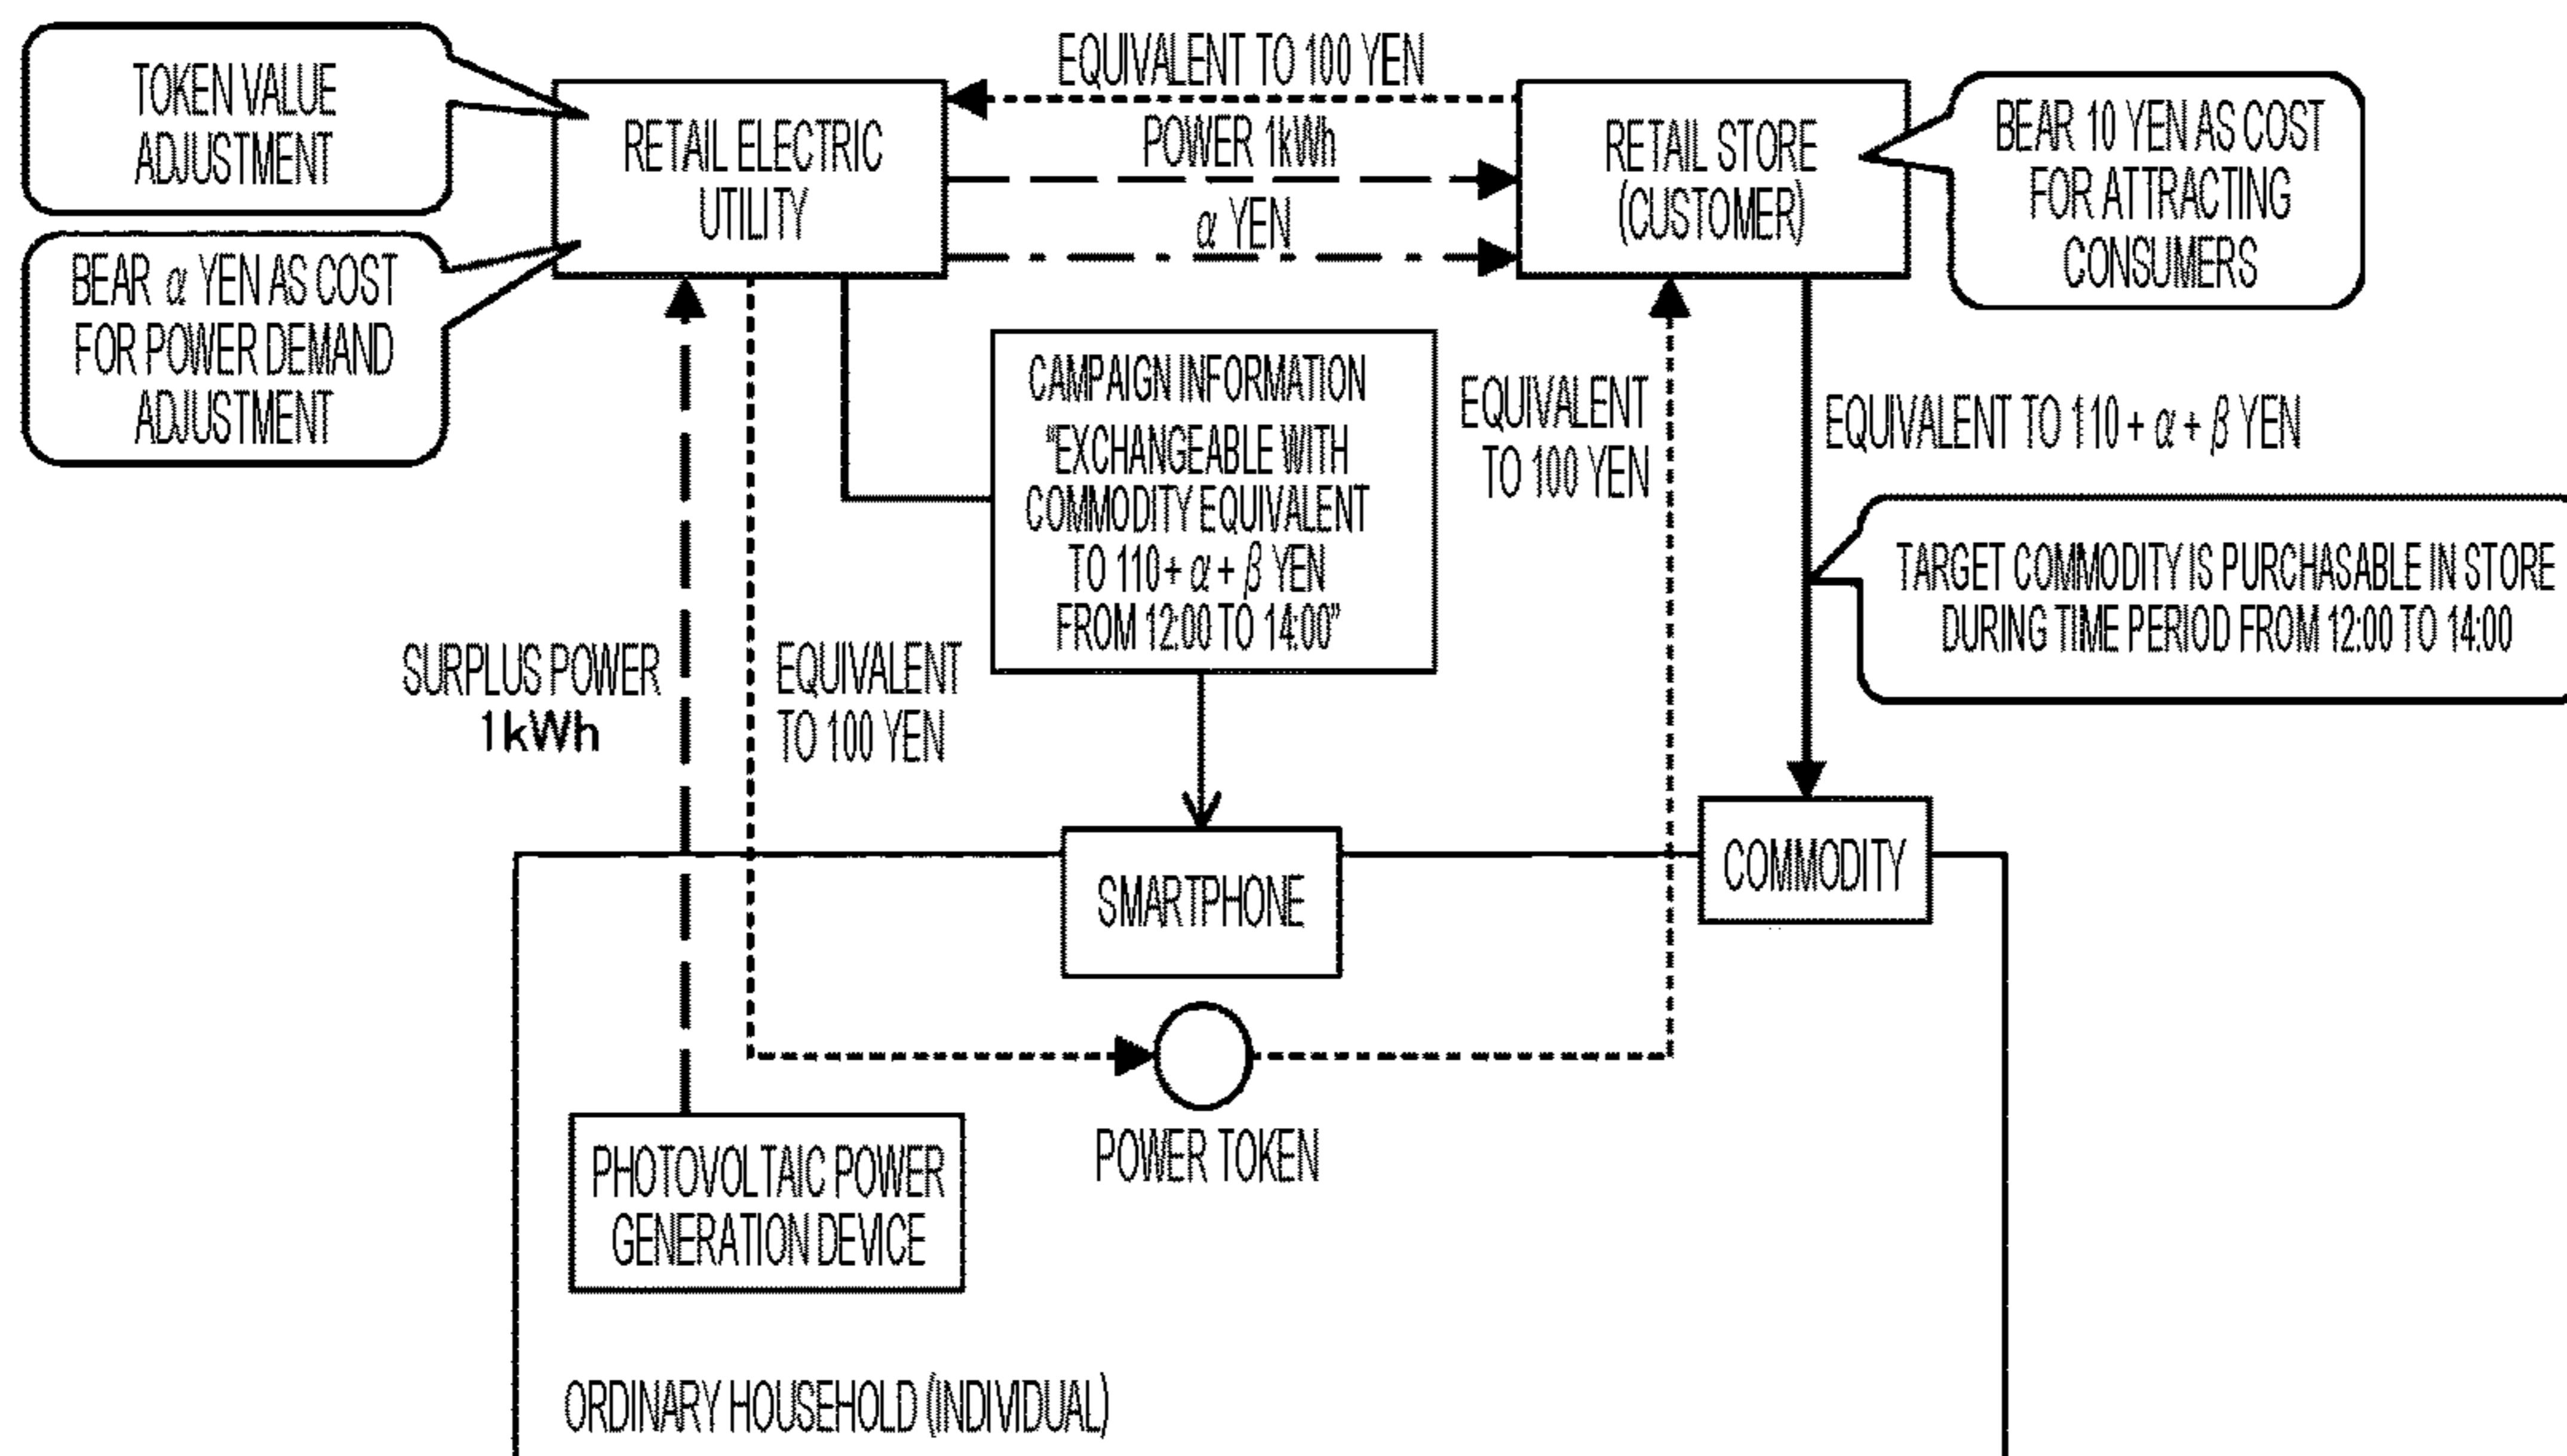 TOKEN VALUE
ADJUSTMENT
BEAR α YEN AS COST
FOR POWER DEMAND
ADJUSTMENT
RETAIL ELECTRIC
UTILITY
EQUIVALENT TO 100 YEN
POWER 1kWh
α YEN
RETAIL STORE
(CUSTOMER)
BEAR 10 YEN AS COST
FOR ATTRACTING
CONSUMERS
CAMPAIGN INFORMATION
"EXCHANGEABLE WITH
COMMODITY EQUIVALENT
TO 110 + α + β YEN
FROM 12:00 TO 14:00"
EQUIVALENT
TO 100 YEN
EQUIVALENT TO 110 + α + β YEN
TARGET COMMODITY IS PURCHASABLE IN STORE
DURING TIME PERIOD FROM 12:00 TO 14:00
SURPLUS POWER
1kWh
EQUIVALENT
TO 100 YEN
SMARTPHONE
COMMODITY
POWER TOKEN
PHOTOVOLTAIC POWER
GENERATION DEVICE
ORDINARY HOUSEHOLD (INDIVIDUAL)